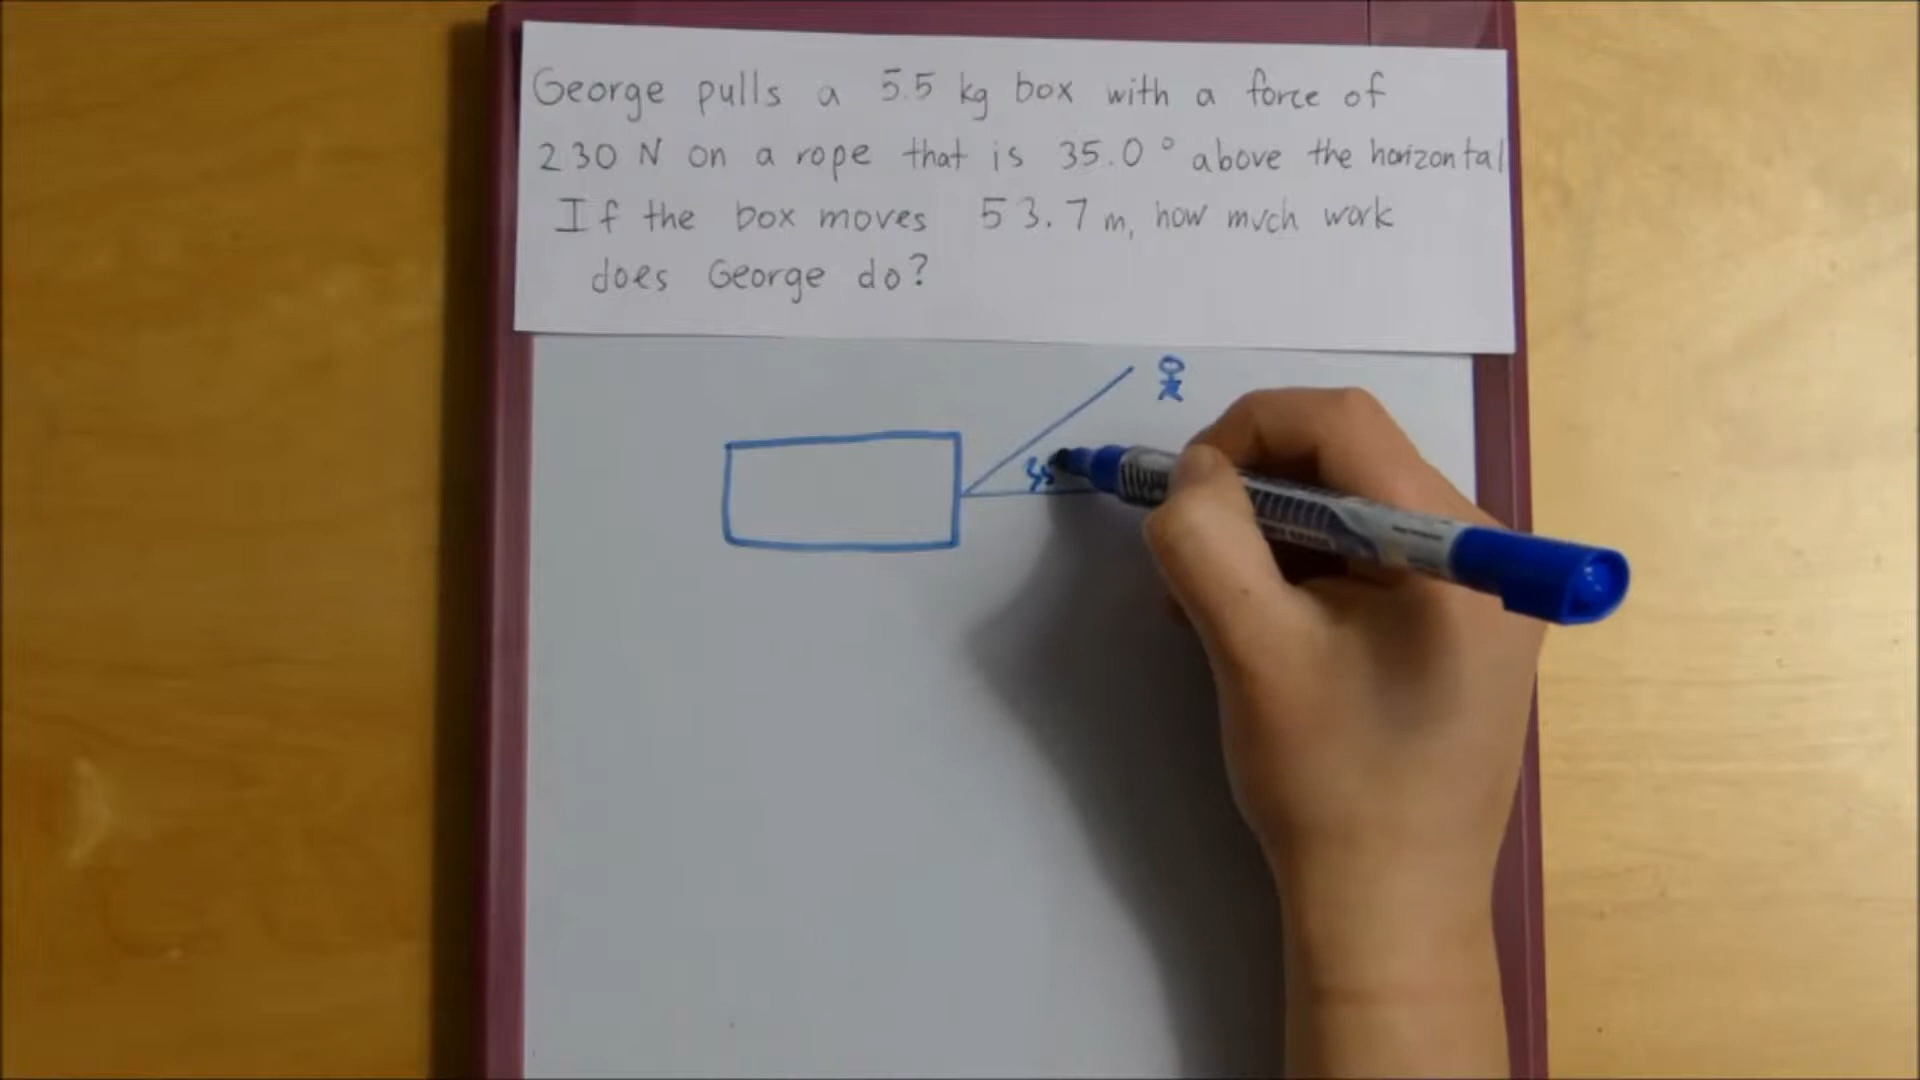 George pulls a 5.5 kg box with a force of
230 N on a rope that is 35.0° above the horizontal
If the box moves 53.7 m, how much work
does George do?
35